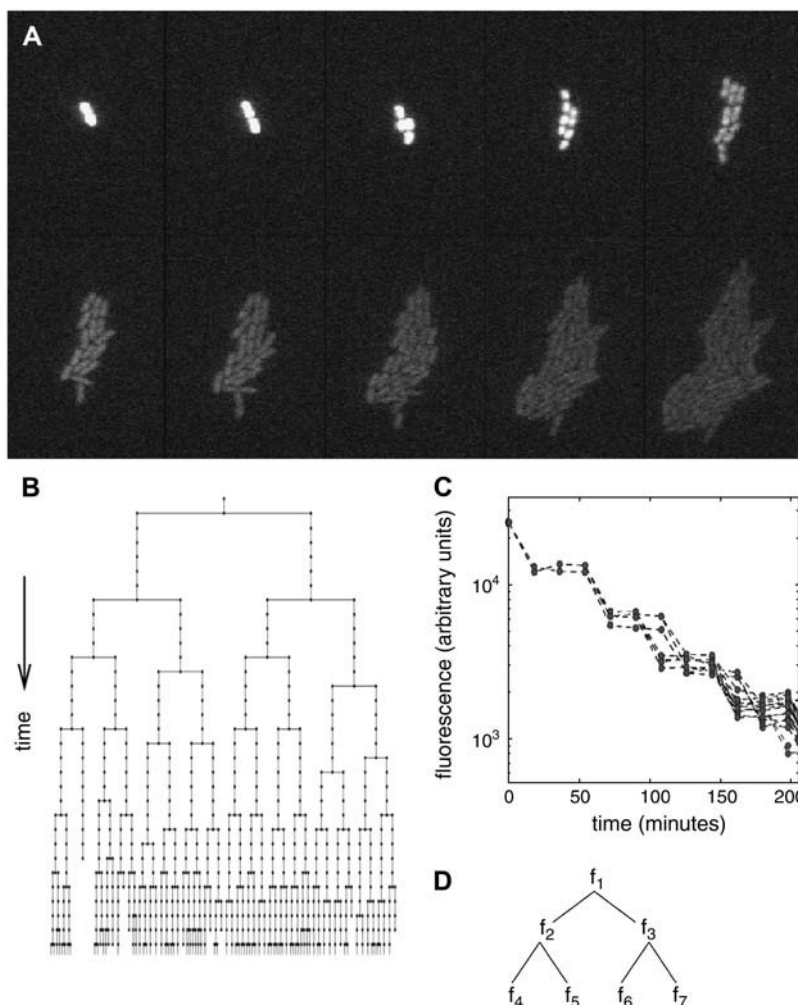 A
B
time
C
fluorescence (arbitrary units)
10⁴
10³
0 50 100 150 200
time (minutes)
D
f₁
f₂ f₃
f₄ f₅ f₆ f₇